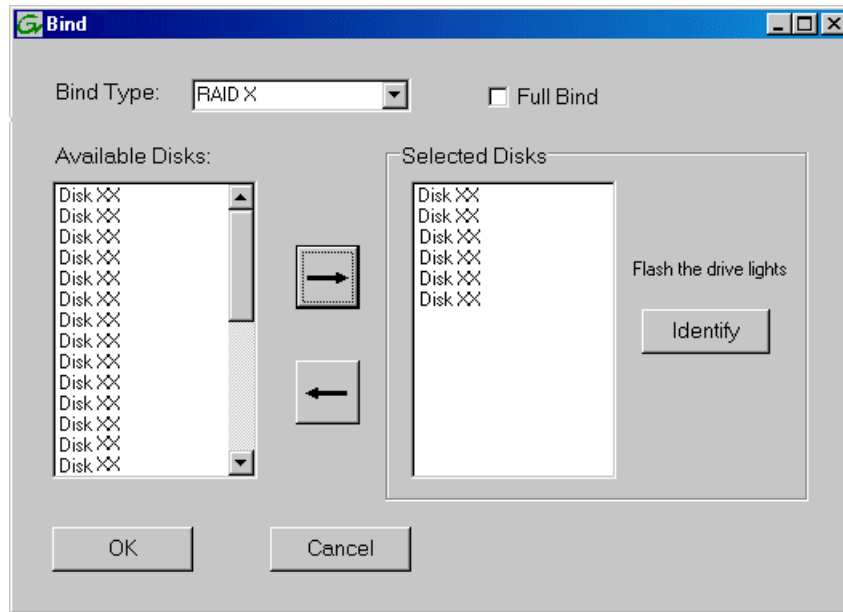 Bind
Bind Type: RAID X Full Bind
Available Disks:
Disk XX
Disk XX
Disk XX
Disk XX
Disk XX
Disk XX
Disk XX
Disk XX
Disk XX
Disk XX
Disk XX
Disk XX
Disk XX
Disk XX
Selected Disks
Disk XX
Disk XX
Disk XX
Disk XX
Disk XX
Disk XX
Flash the drive lights
Identify
OK Cancel